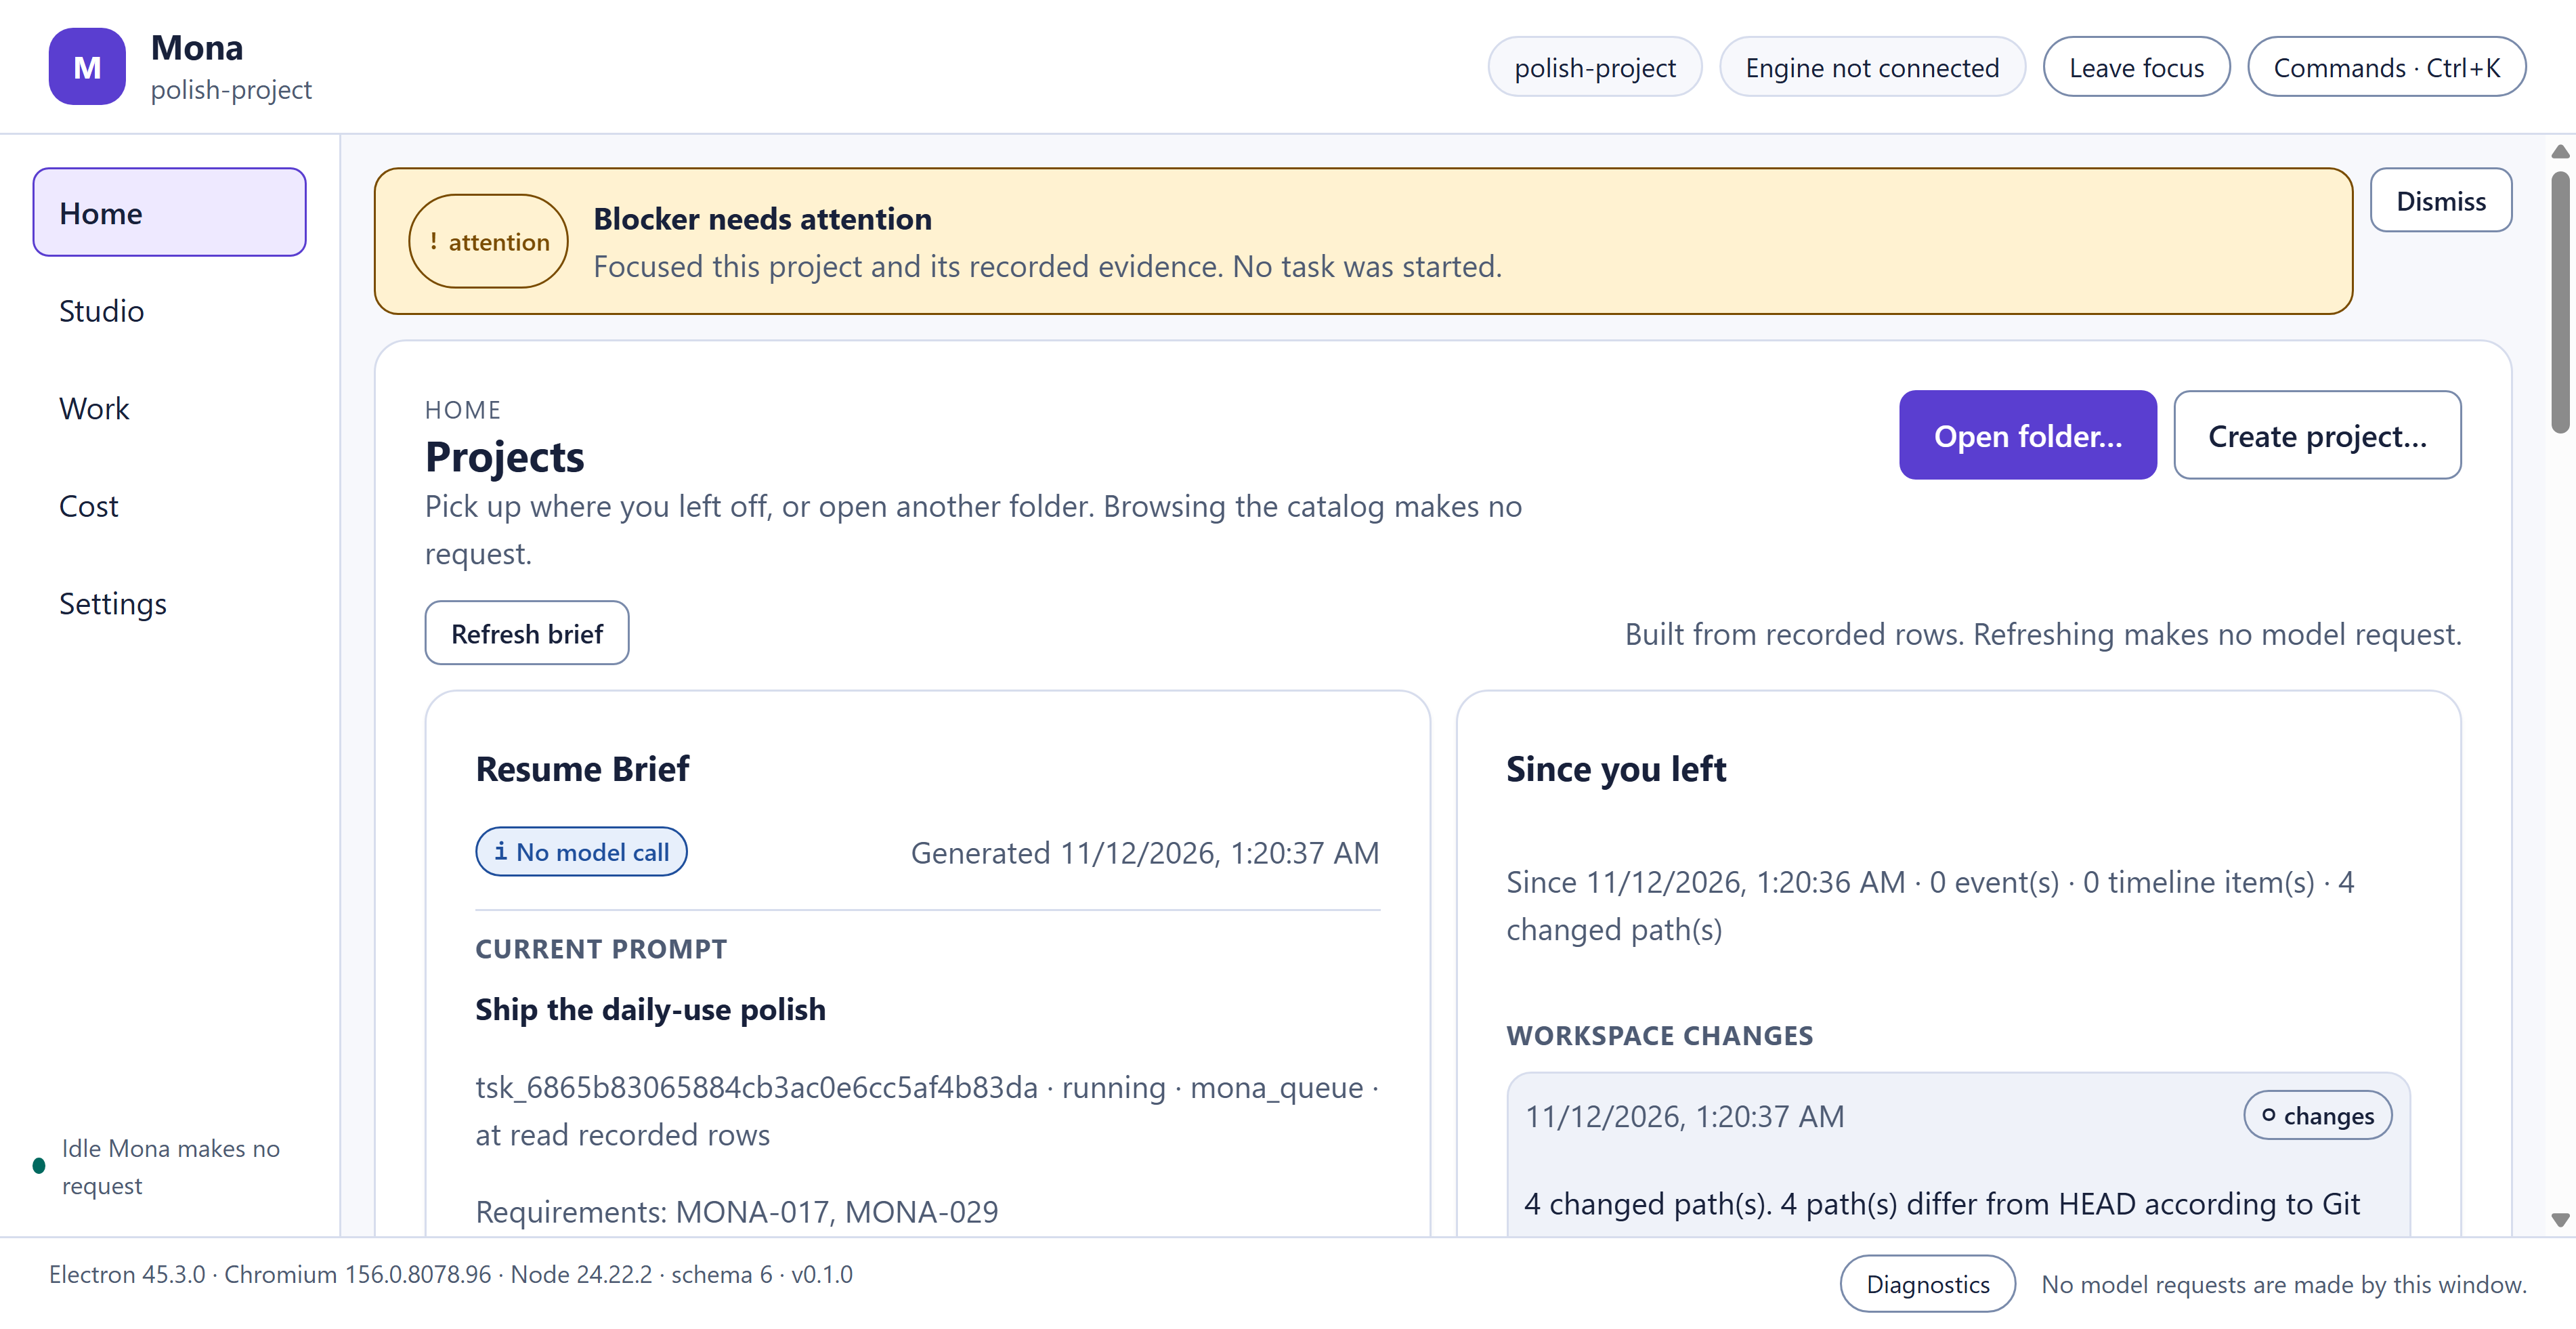 M
Mona
polish-project
polish-project
Engine not connected
Leave focus
Commands · Ctrl+K
Home
Studio
Work
Cost
Settings
Idle Mona makes no
request
! attention
Blocker needs attention
Focused this project and its recorded evidence. No task was started.
Dismiss
HOME
Projects
Pick up where you left off, or open another folder. Browsing the catalog makes no
request.
Open folder...
Create project...
Refresh brief
Built from recorded rows. Refreshing makes no model request.
Resume Brief
i No model call
Generated 11/12/2026, 1:20:37 AM
CURRENT PROMPT
Ship the daily-use polish
tsk_6865b83065884cb3ac0e6cc5af4b83da · running · mona_queue ·
at read recorded rows
Requirements: MONA-017, MONA-029
Since you left
Since 11/12/2026, 1:20:36 AM · 0 event(s) · 0 timeline item(s) · 4
changed path(s)
WORKSPACE CHANGES
11/12/2026, 1:20:37 AM
changes
4 changed path(s). 4 path(s) differ from HEAD according to Git
Electron 45.3.0 · Chromium 156.0.8078.96 · Node 24.22.2 · schema 6 · v0.1.0
Diagnostics
No model requests are made by this window.